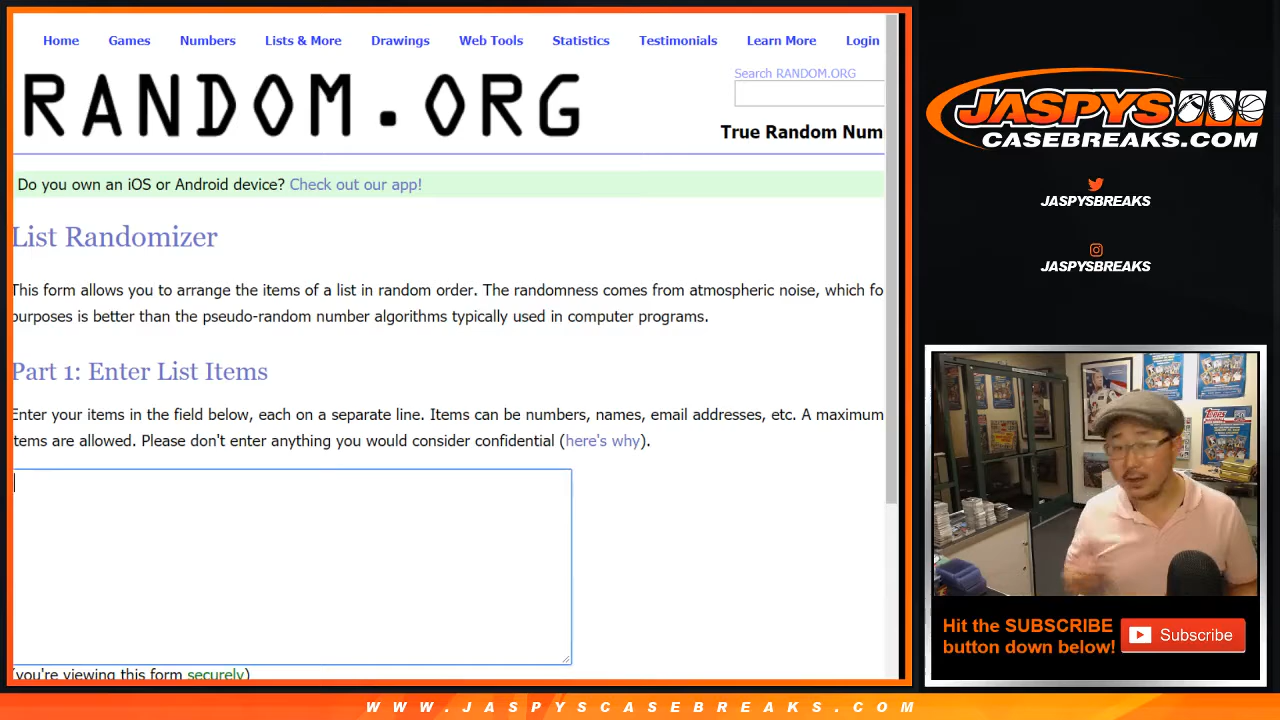 Home Games Numbers Lists & More Drawings Web Tools Statistics Testimonials Learn More Login
RANDOM.ORG
Search RANDOM.ORG
True Random Num
Do you own an iOS or Android device? Check out our app!
List Randomizer
This form allows you to arrange the items of a list in random order. The randomness comes from atmospheric noise, which fo
purposes is better than the pseudo-random number algorithms typically used in computer programs.
Part 1: Enter List Items
Enter your items in the field below, each on a separate line. Items can be numbers, names, email addresses, etc. A maximum
items are allowed. Please don't enter anything you would consider confidential (here's why).
(you're viewing this form securely)
JASPYS
CASEBREAKS.COM
JASPYSBREAKS
JASPYSBREAKS
TOPPS
Hit the SUBSCRIBE
button down below!
Subscribe
WWW.JASPYSCASEBREAKS.COM